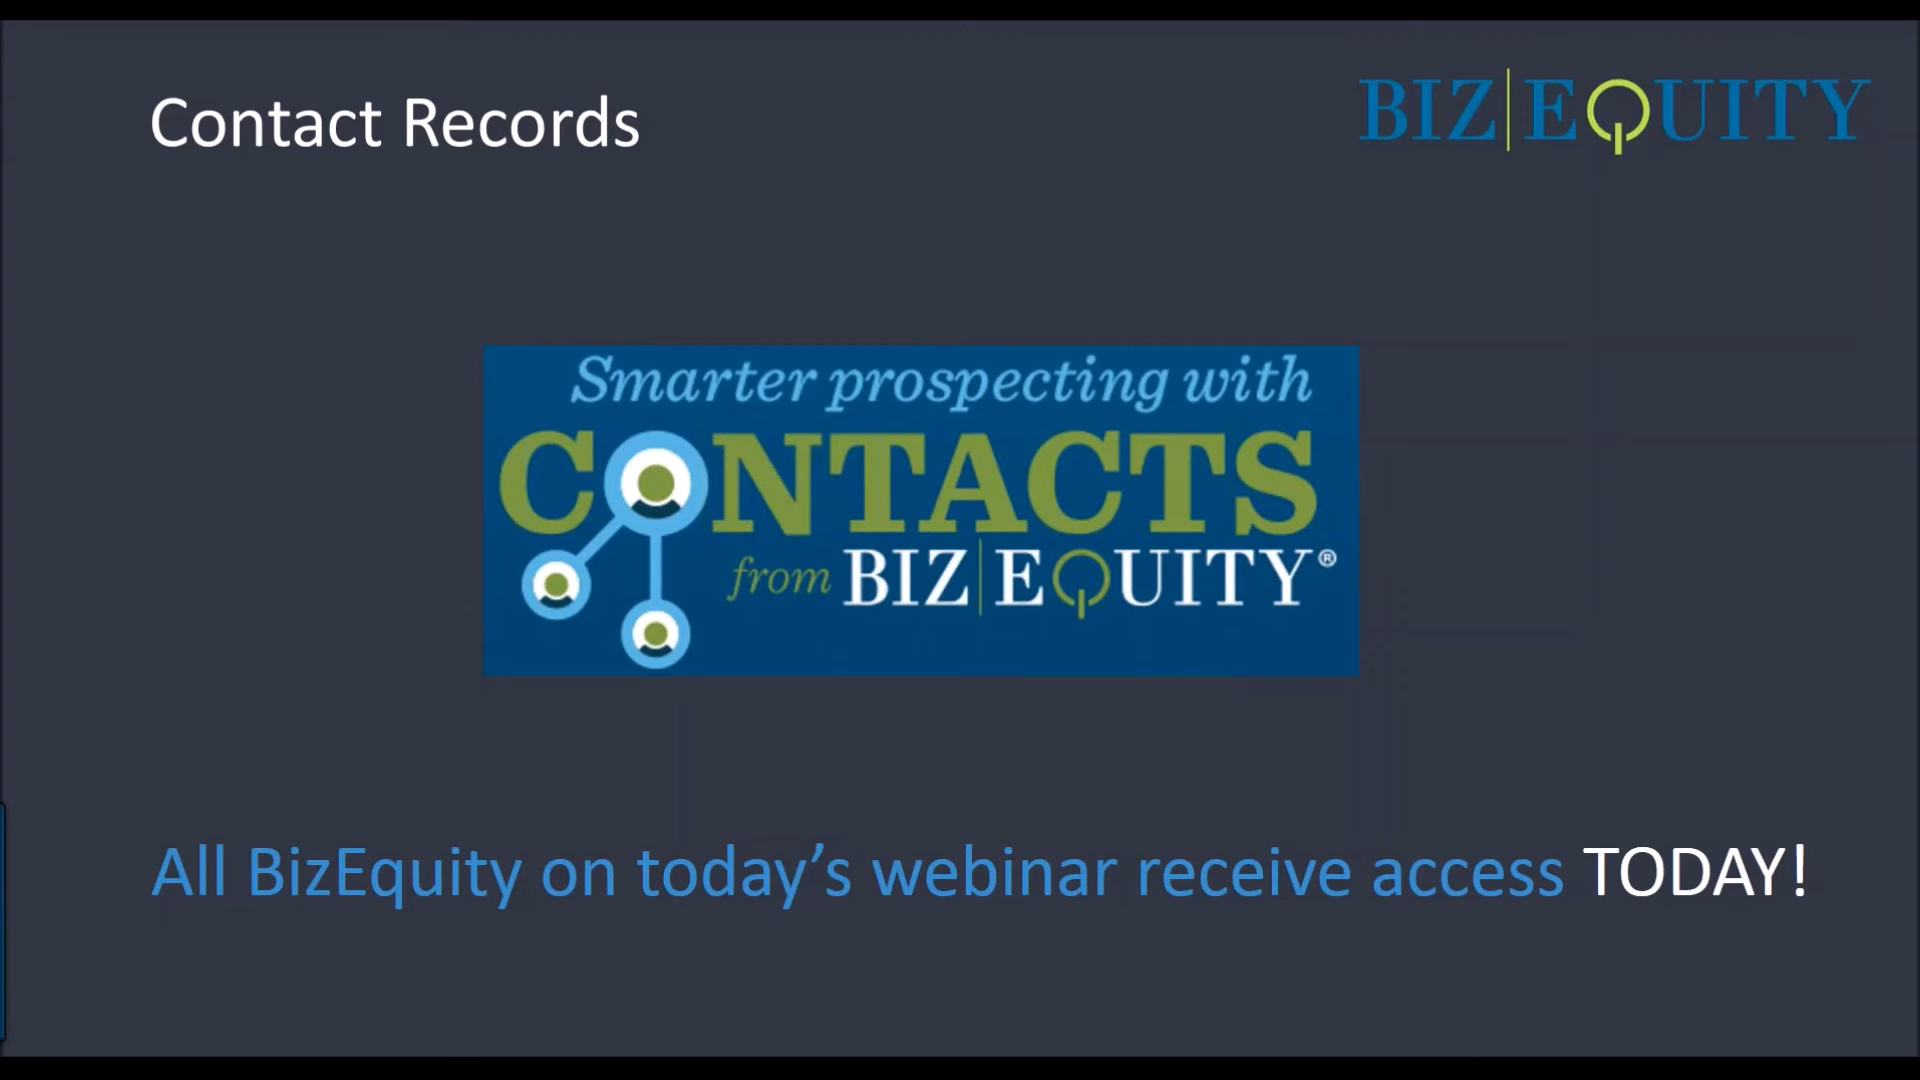 Contact Records
BIZ|EQUITY
Smarter prospecting with
CONTACTS
from BIZ|EQUITY®
All BizEquity on today’s webinar receive access TODAY!